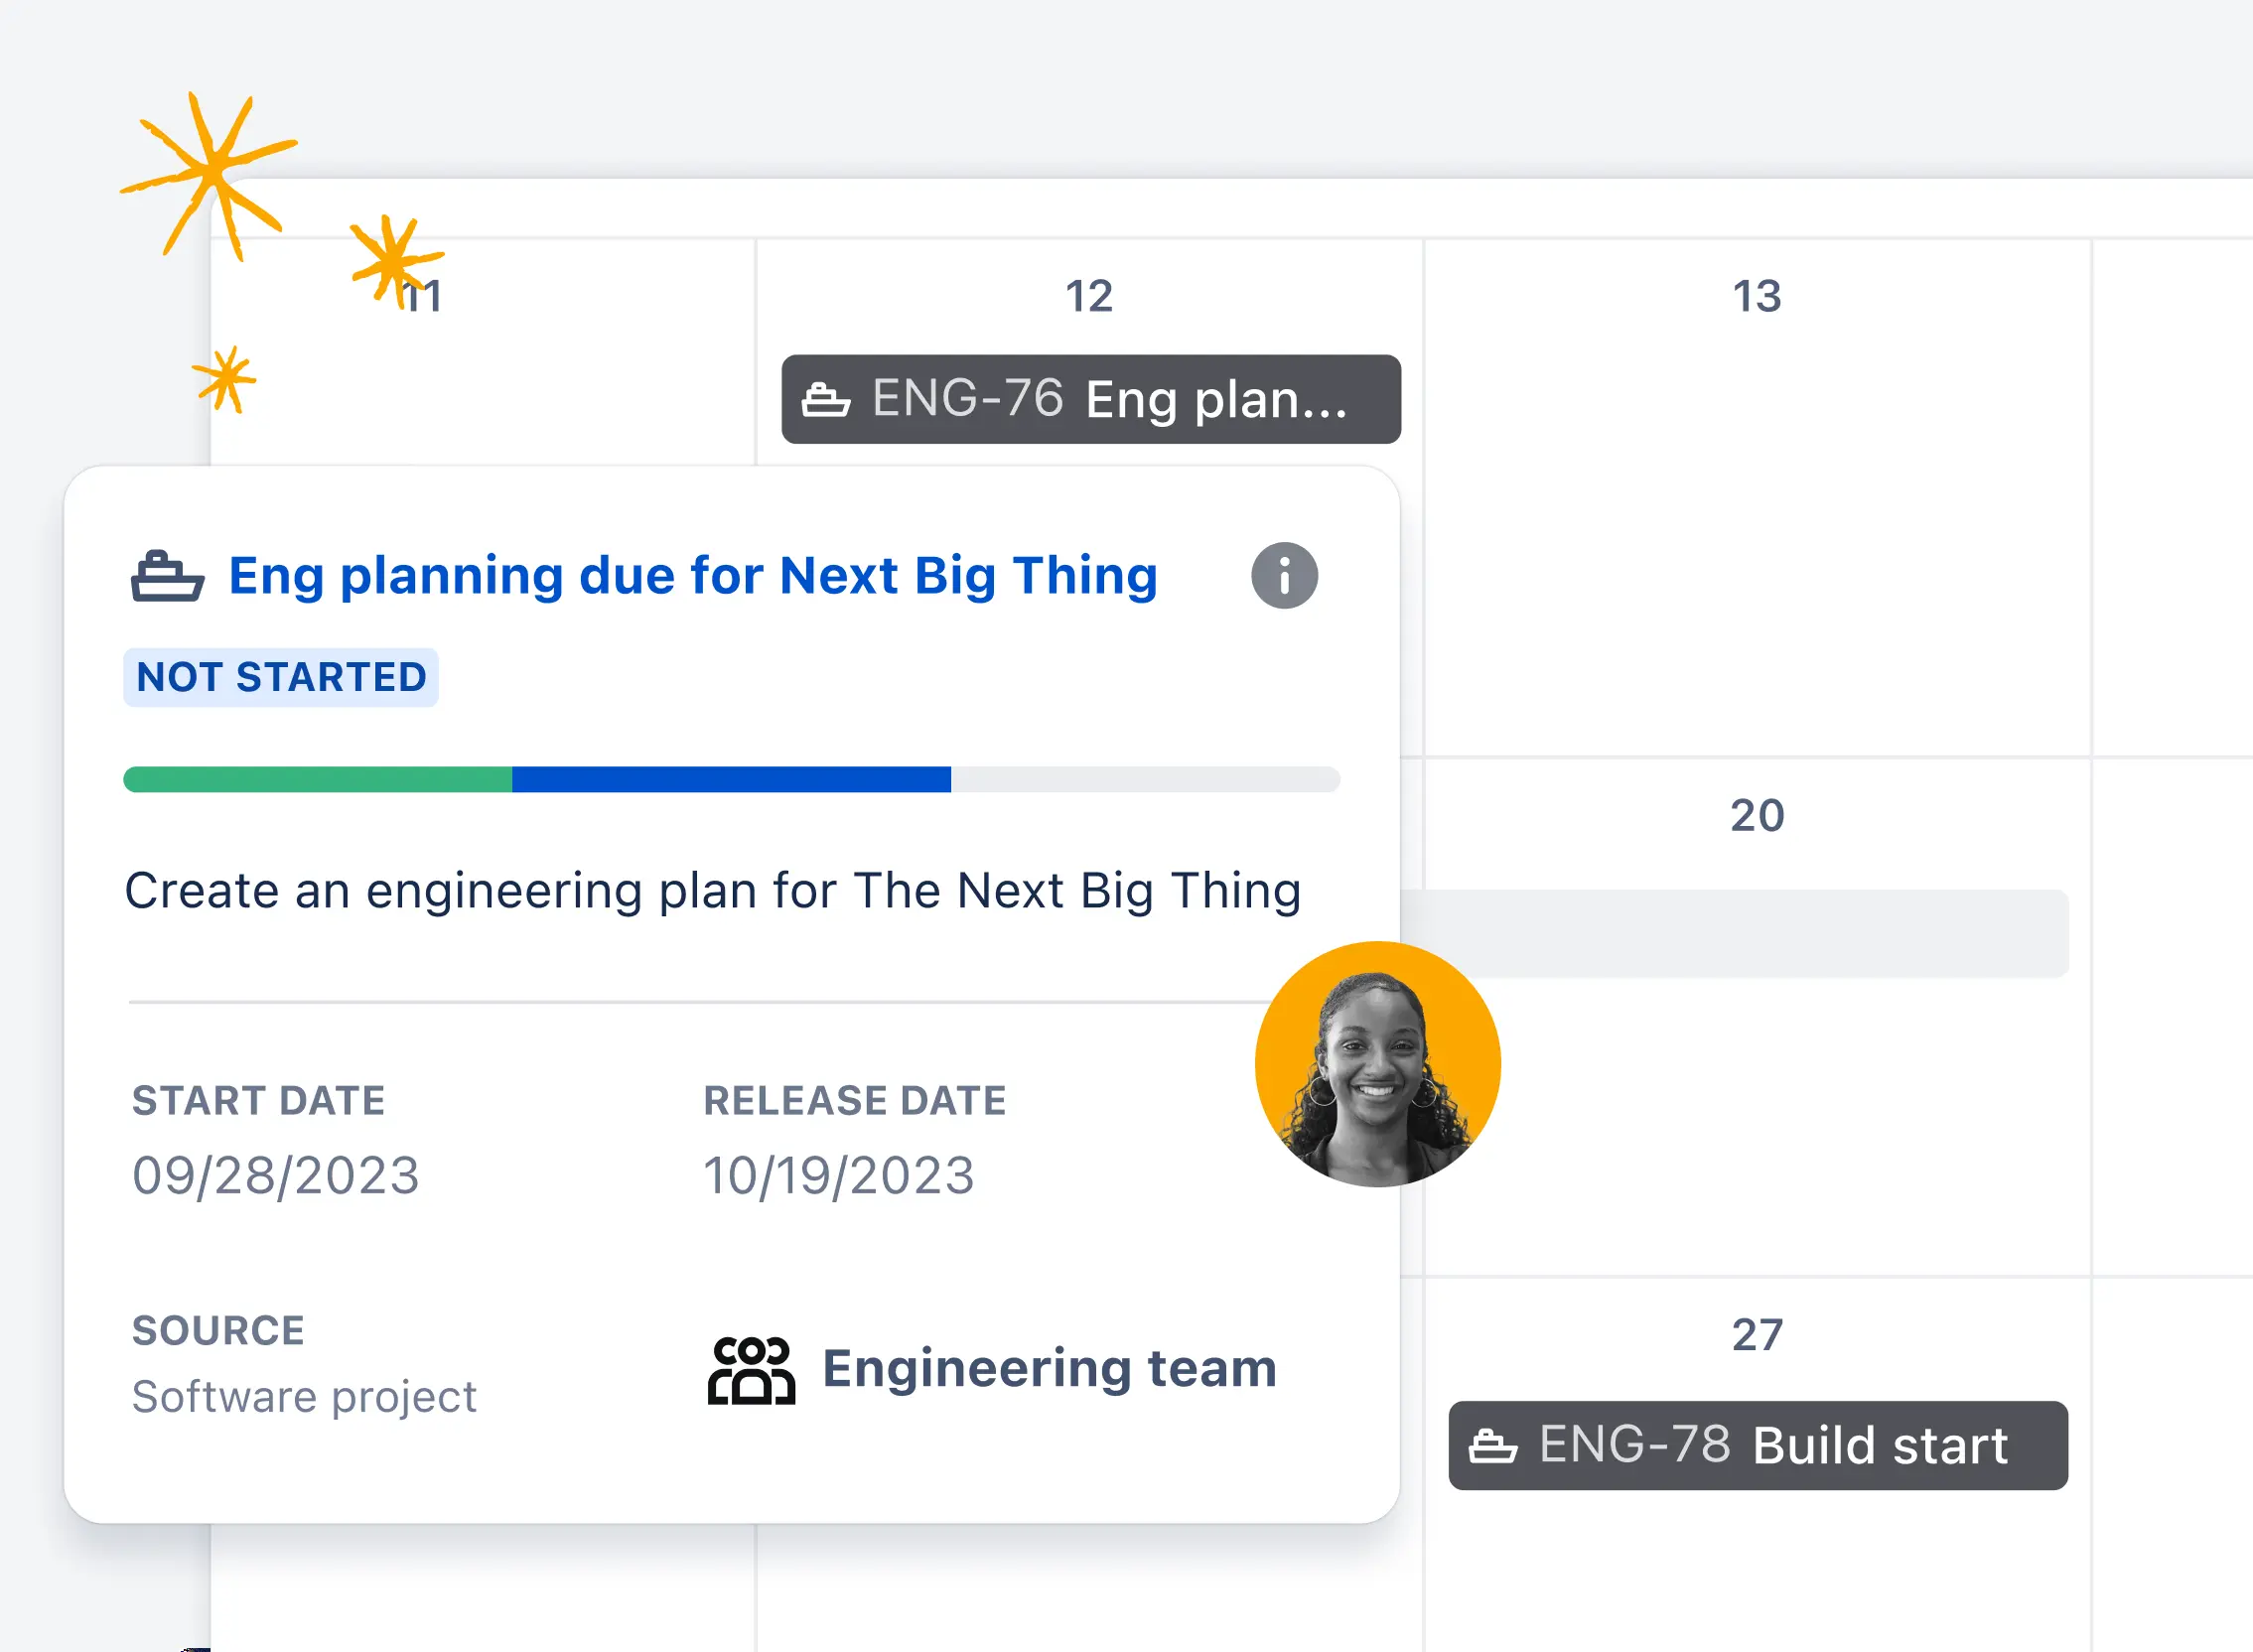 11
12
13
ENG-76 Eng plan...
Eng planning due for Next Big Thing
NOT STARTED
20
Create an engineering plan for The Next Big Thing
START DATE
RELEASE DATE
09/28/2023
10/19/2023
SOURCE
Software project
Engineering team
27
ENG-78 Build start